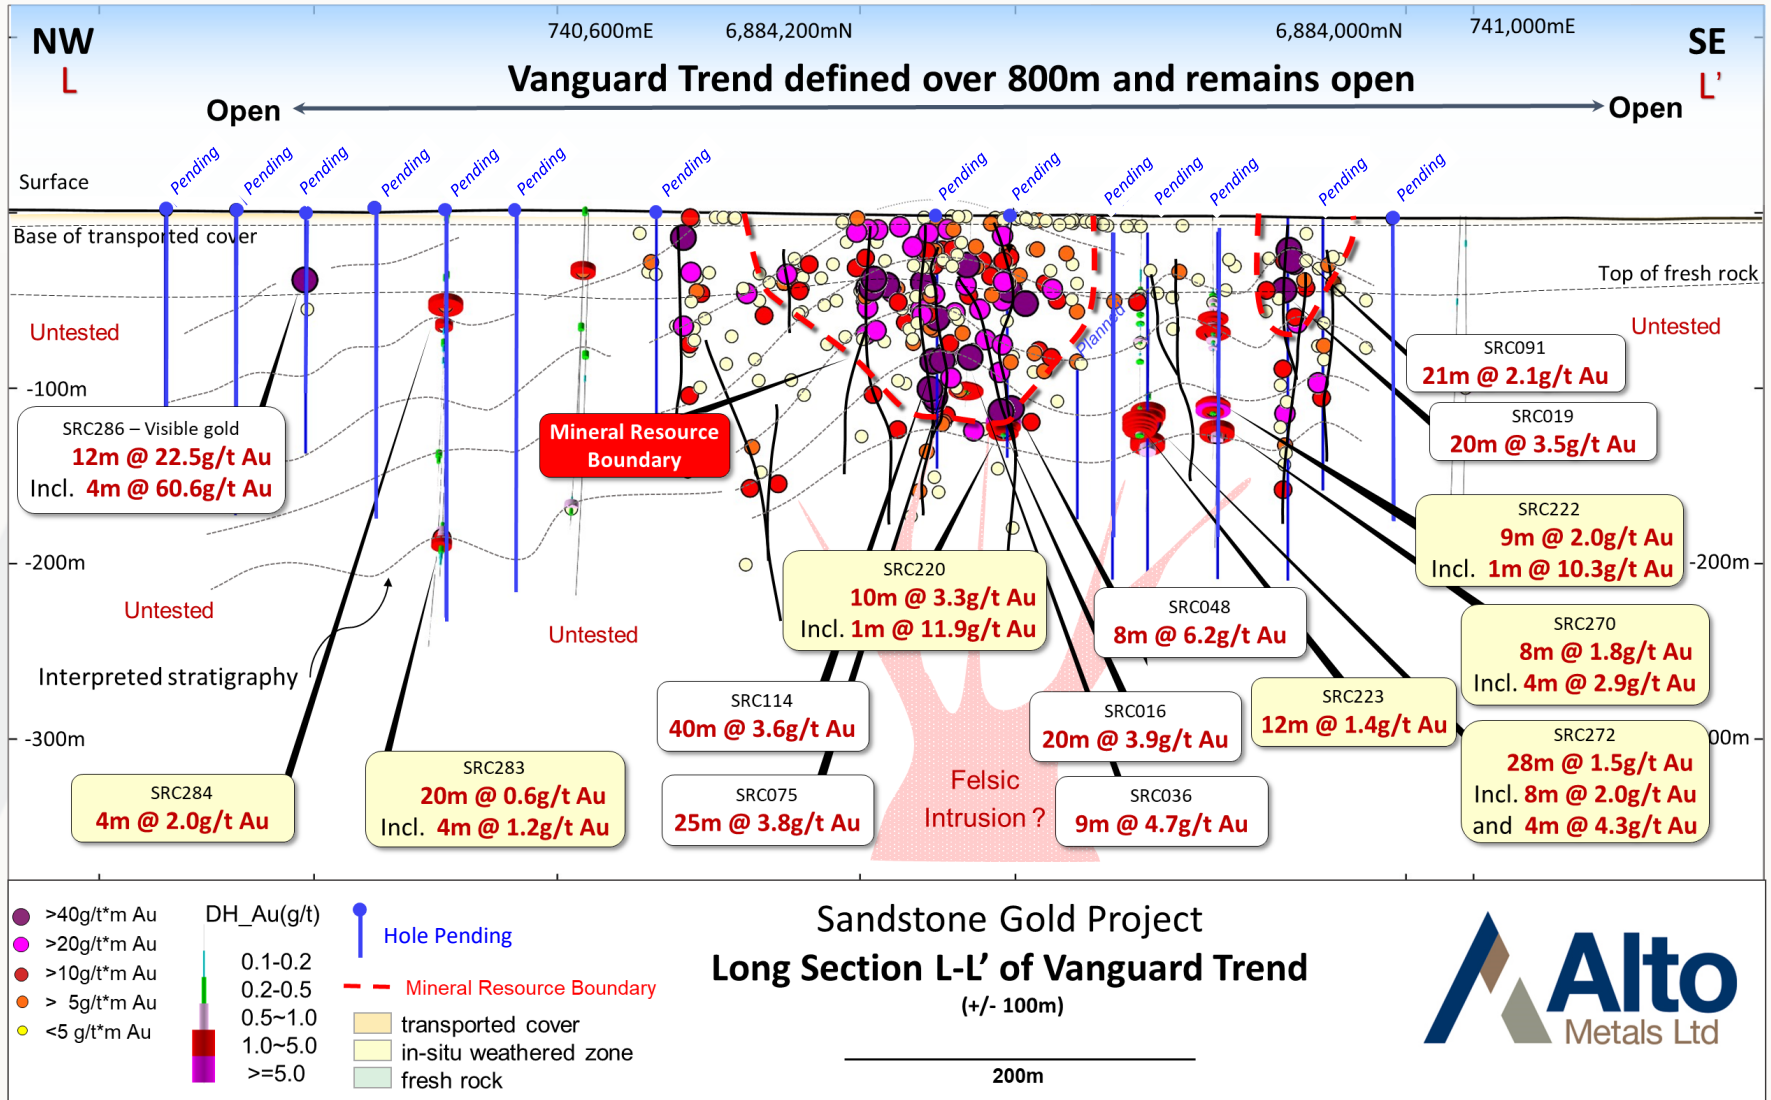 740,600mE
6,884,200mN
6,884,000mN
741,000mE
NW
SE
L
L’
Vanguard Trend defined over 800m and remains open
Open
Open
Pending
Pending
Pending
Pending
Pending
Pending
Pending
Pending
Pending
Pending
Pending
Pending
Pending
Pending
Surface
Base of transported cover
Top of fresh rock
Untested
Untested
Planned
SRC091
21m @ 2.1g/t Au
-100m
SRC286 – Visible gold
12m @ 22.5g/t Au
Incl. 4m @ 60.6g/t Au
Mineral Resource
Boundary
SRC019
20m @ 3.5g/t Au
SRC222
9m @ 2.0g/t Au
Incl. 1m @ 10.3g/t Au
-200m
-200m
SRC220
10m @ 3.3g/t Au
Incl. 1m @ 11.9g/t Au
SRC048
8m @ 6.2g/t Au
SRC270
8m @ 1.8g/t Au
Incl. 4m @ 2.9g/t Au
Untested
Untested
Interpreted stratigraphy
SRC114
40m @ 3.6g/t Au
SRC016
20m @ 3.9g/t Au
SRC223
12m @ 1.4g/t Au
-300m
00m
SRC272
28m @ 1.5g/t Au
Incl. 8m @ 2.0g/t Au
and 4m @ 4.3g/t Au
SRC284
4m @ 2.0g/t Au
SRC283
20m @ 0.6g/t Au
Incl. 4m @ 1.2g/t Au
SRC075
25m @ 3.8g/t Au
Felsic
Intrusion ?
SRC036
9m @ 4.7g/t Au
>40g/t*m Au
>20g/t*m Au
>10g/t*m Au
> 5g/t*m Au
<5 g/t*m Au
DH_Au(g/t)
0.1-0.2
0.2-0.5
0.5~1.0
1.0~5.0
>=5.0
Hole Pending
Mineral Resource Boundary
transported cover
in-situ weathered zone
fresh rock
Sandstone Gold Project
Long Section L-L’ of Vanguard Trend
(+/- 100m)
200m
Alto
Metals Ltd